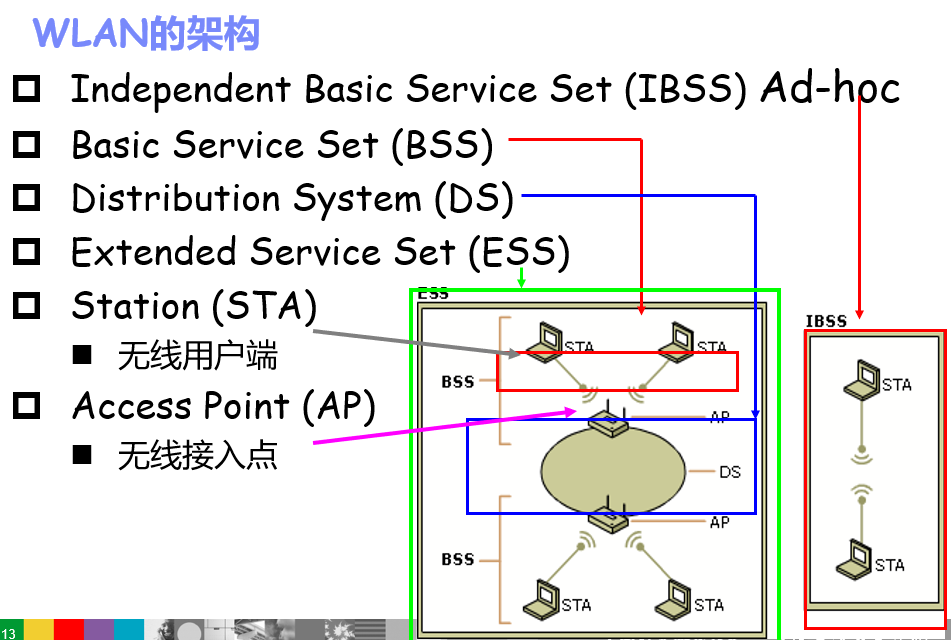 WLAN的架构
Independent Basic Service Set (IBSS) Ad-hoc
Basic Service Set (BSS)
Distribution System (DS)
Extended Service Set (ESS)
Station (STA)
无线用户端
Access Point (AP)
无线接入点
ESS
IBSS
STA
STA
BSS
AP
DS
AP
BSS
STA
STA
STA
STA
13